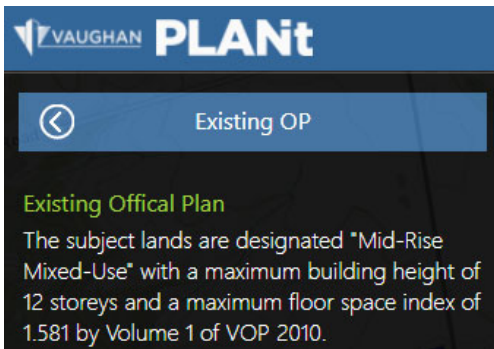 VAUGHAN PLANt
Existing OP
Existing Offical Plan
The subject lands are designated "Mid-Rise
Mixed-Use" with a maximum building height of
12 storeys and a maximum floor space index of
1.581 by Volume 1 of VOP 2010.